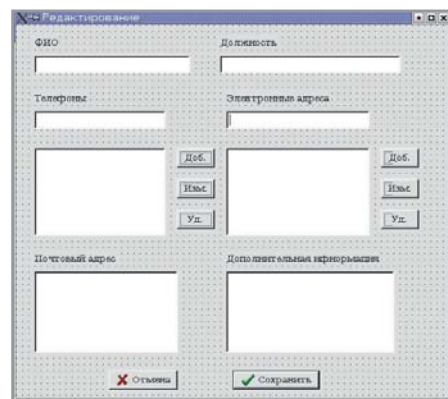 Редактирование
ФИО Должность
Телефоны Электронные адреса
Доб. Доб.
Изм. Изм.
Уд. Уд.
Почтовый адрес Дополнительная информация
Отмена Сохранить